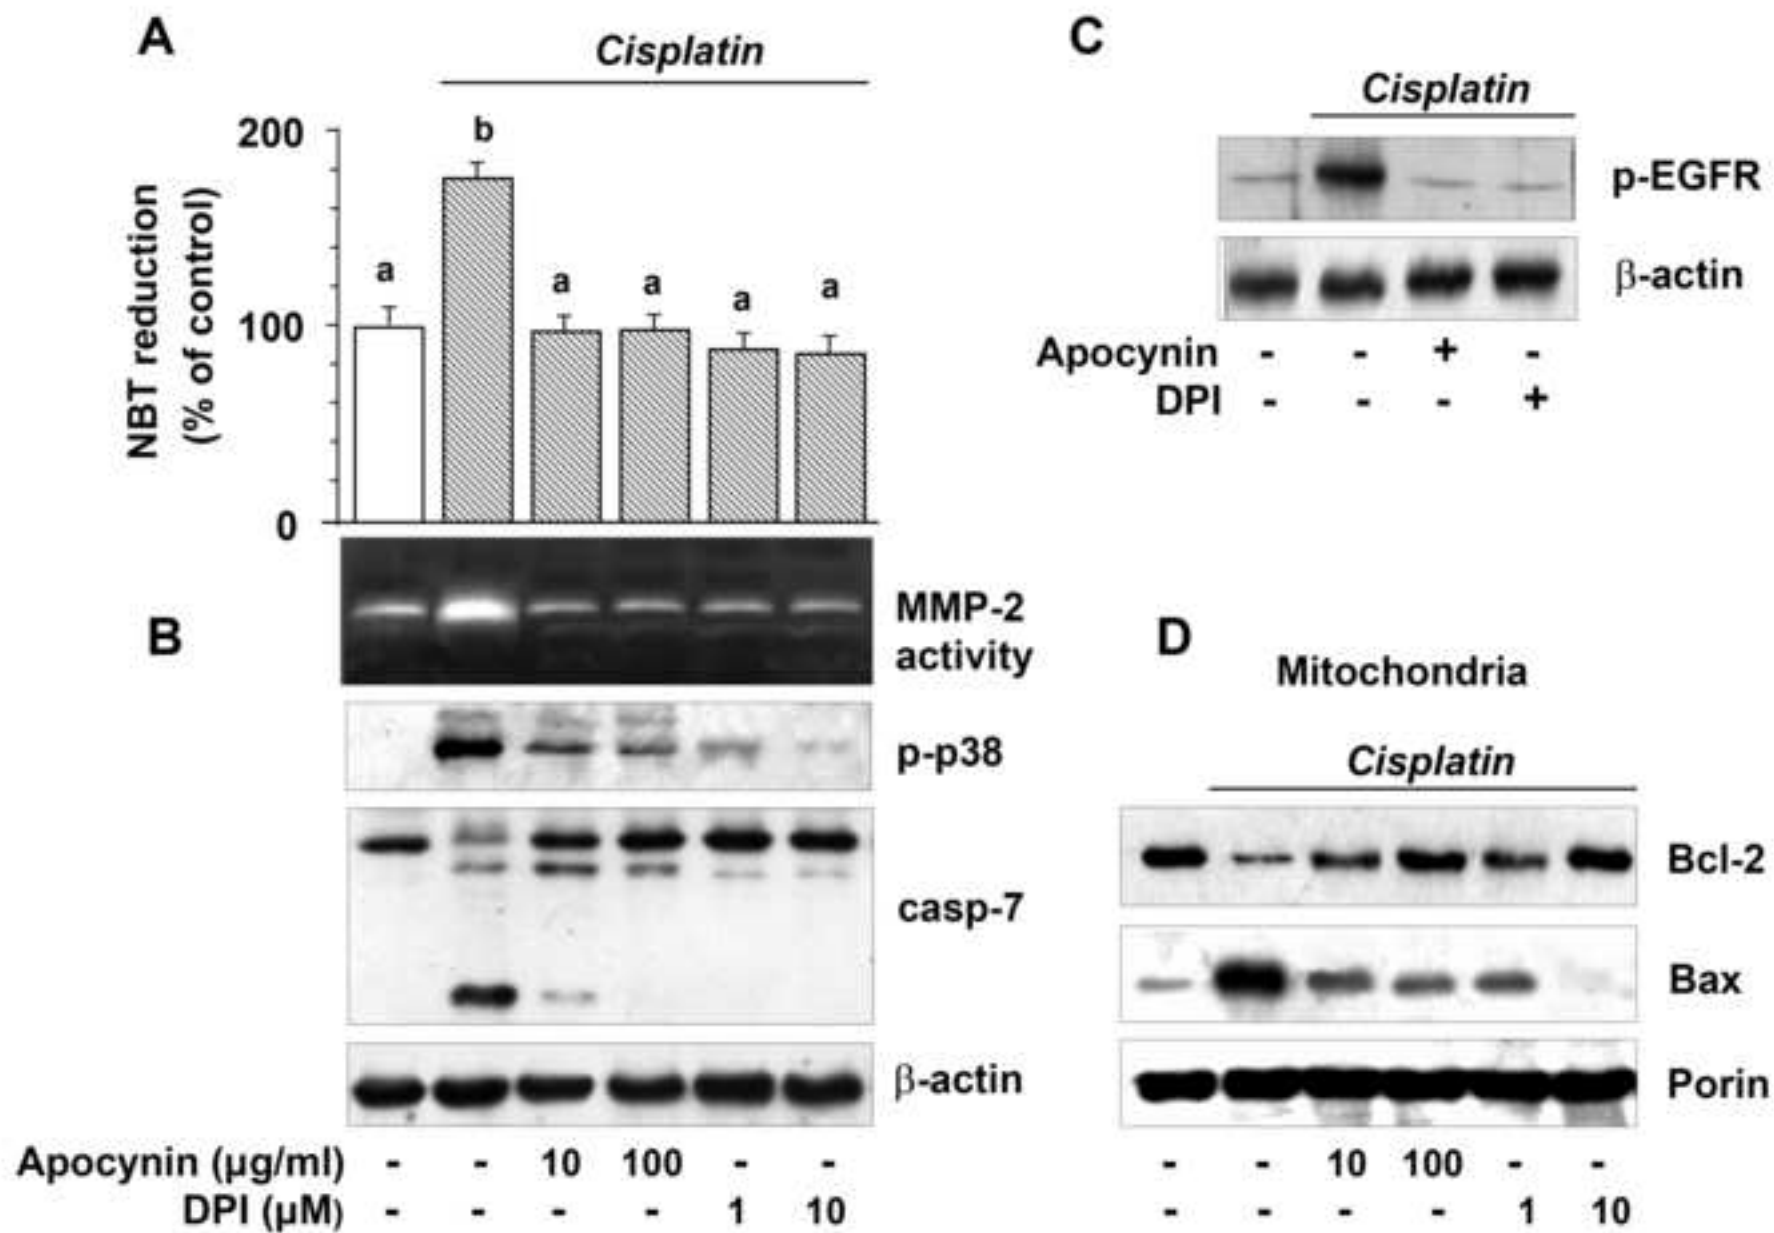 A
Cisplatin
200
100
0
NBT reduction
(% of control)
a
b
a
a
a
a
B
MMP-2
activity
p-p38
casp-7
β-actin
Apocynin (µg/ml) - - 10 100 - -
DPI (µM) - - - - 1 10
C
Cisplatin
p-EGFR
β-actin
Apocynin - - + -
DPI - - - +
D
Mitochondria
Cisplatin
Bcl-2
Bax
Porin
- - 10 100 - -
- - - - 1 10